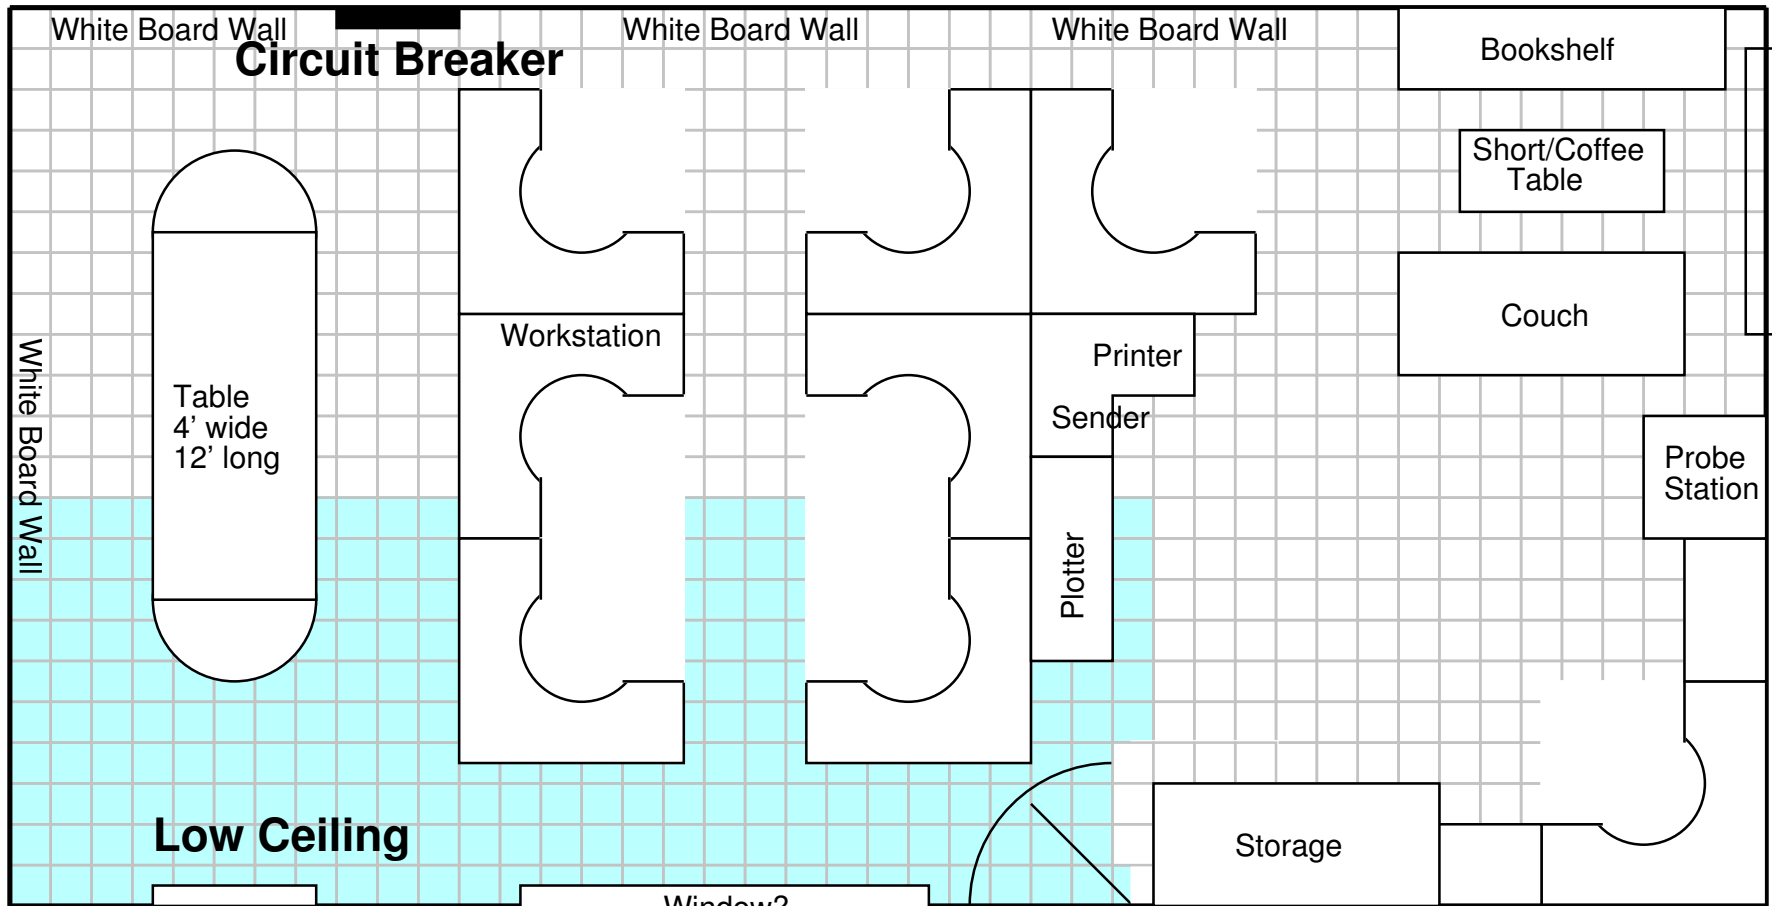 White Board Wall
White Board Wall
White Board Wall
Circuit Breaker
Bookshelf
Short/Coffee
Table
Couch
Workstation
Printer
Sender
White Board Wall
Table
4’ wide
12’ long
Probe
Station
Plotter
Low Ceiling
Storage
Window?